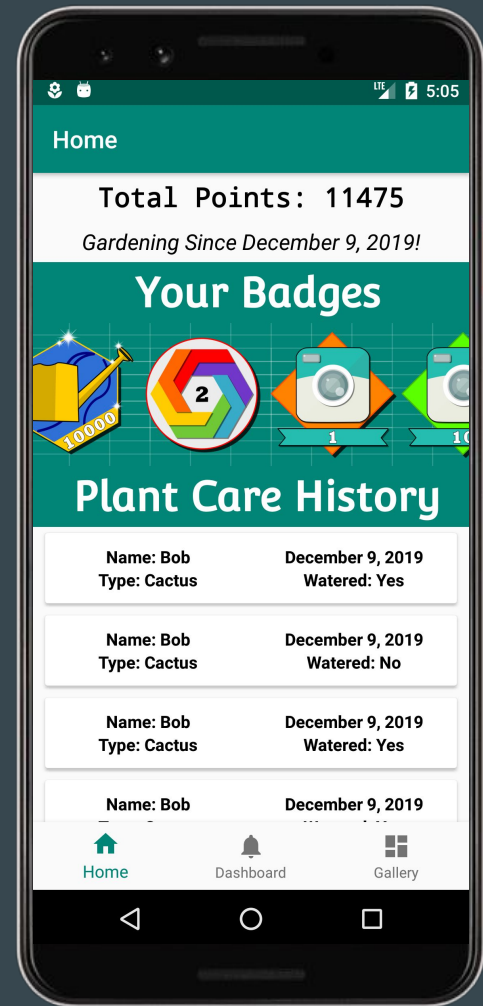 LTE 5:05
Home
Total Points: 11475
Gardening Since December 9, 2019!
Your Badges
10000
2
1
Plant Care History
Name: Bob December 9, 2019
Type: Cactus Watered: Yes
Name: Bob December 9, 2019
Type: Cactus Watered: No
Name: Bob December 9, 2019
Type: Cactus Watered: Yes
Name: Bob December 9, 2019
Home Dashboard Gallery